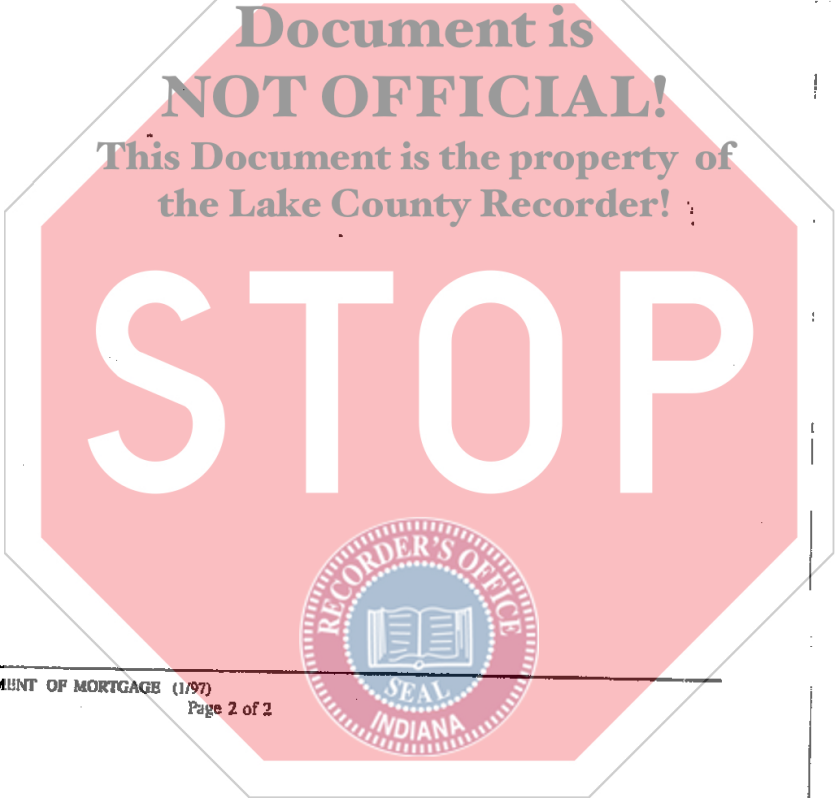 Document is
NOT OFFICIAL!
This Document is the property of
the Lake County Recorder!
STOP
RECORDER'S OFFICE
SEAL
INDIANA
OF MORTGAGE (1/97)
Page 2 of 2